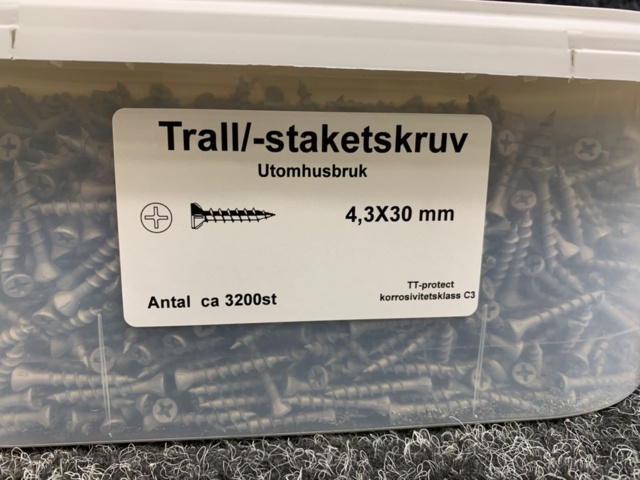 Trall/-staketskruv
Utomhusbruk
4,3X30 mm
Antal ca 3200st
TT-protect
korrosivitetsklass C3